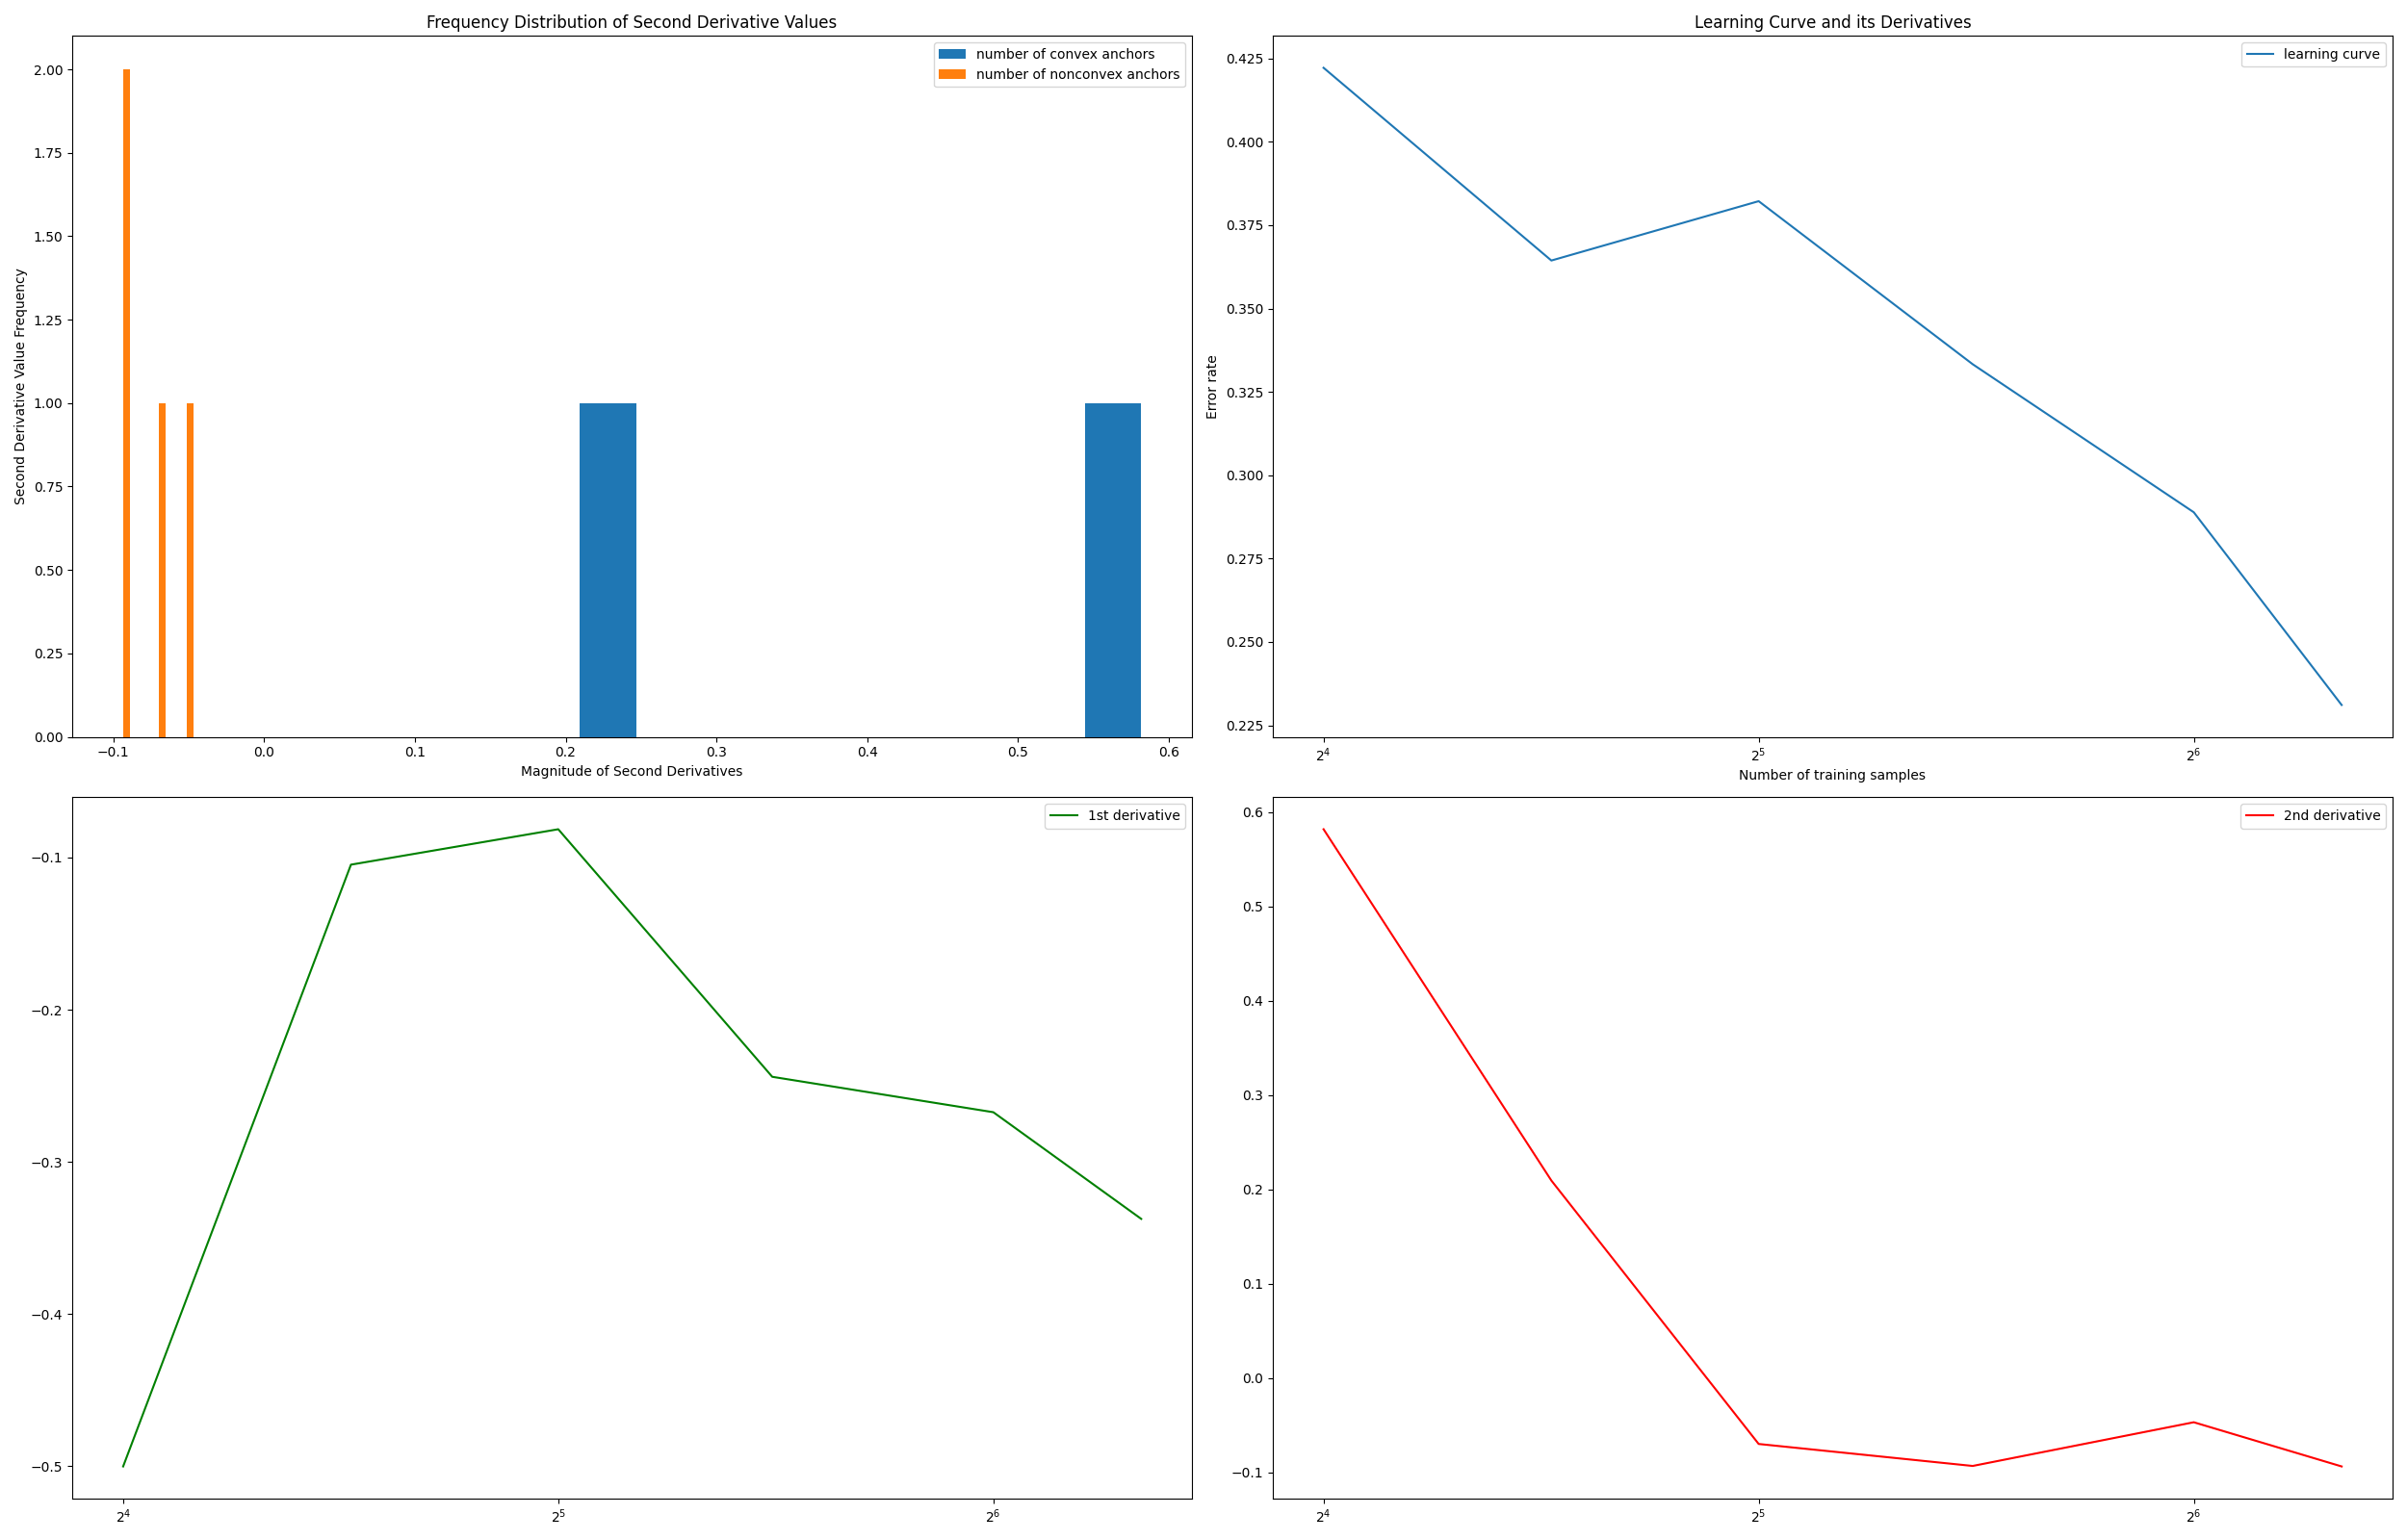 Frequency Distribution of Second Derivative Values
number of convex anchors
number of nonconvex anchors
2.00
1.75
1.50
1.25
1.00
0.75
0.50
0.25
0.00
Second Derivative Value Frequency
−0.1 0.0 0.1 0.2 0.3 0.4 0.5 0.6
Magnitude of Second Derivatives
Learning Curve and its Derivatives
learning curve
0.425
0.400
0.375
0.350
0.325
0.300
0.275
0.250
0.225
Error rate
2⁴ 2⁵ 2⁶
Number of training samples
1st derivative
−0.1
−0.2
−0.3
−0.4
−0.5
2⁴ 2⁵ 2⁶
2nd derivative
0.6
0.5
0.4
0.3
0.2
0.1
0.0
−0.1
2⁴ 2⁵ 2⁶